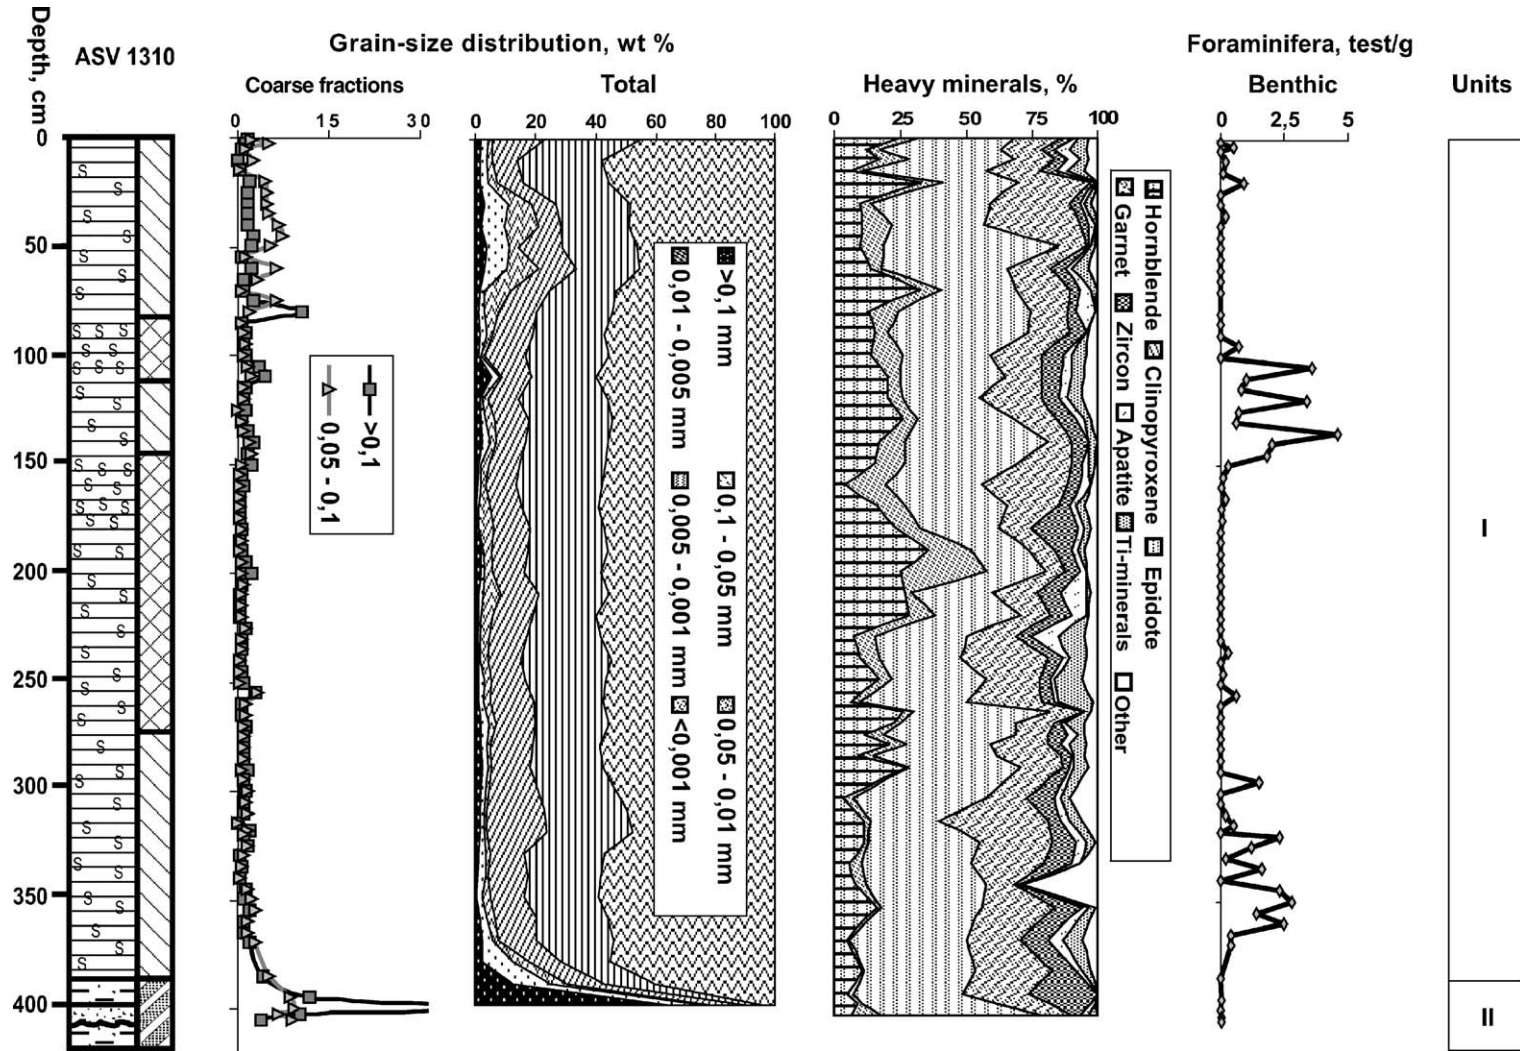 Depth, cm
ASV 1310
Grain-size distribution, wt %
Foraminifera, test/g
Coarse fractions
Total
Heavy minerals, %
Benthic
Units
0 15 30
0 20 40 60 80 100
0 25 50 75 100
0 2,5 5
0
50
100
150
200
250
300
350
400
>0,1
0,05 - 0,1
>0,1 mm
0,1 - 0,05 mm
0,05 - 0,01 mm
0,01 - 0,005 mm
0,005 - 0,001 mm
<0,001 mm
Hornblende
Clinopyroxene
Epidote
Garnet
Zircon
Apatite
Ti-minerals
Other
I
II
S S S S S S S S
S S S
S S
S S S
S S S S
S S
S S S
S S
S S S
S S
S S
S S S S S S S S S S S S S S S S S S S S S S S S